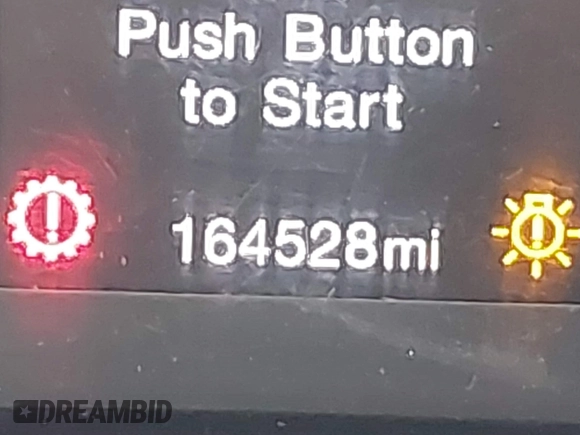 Push Button
to Start
164528mi
DREAMBID